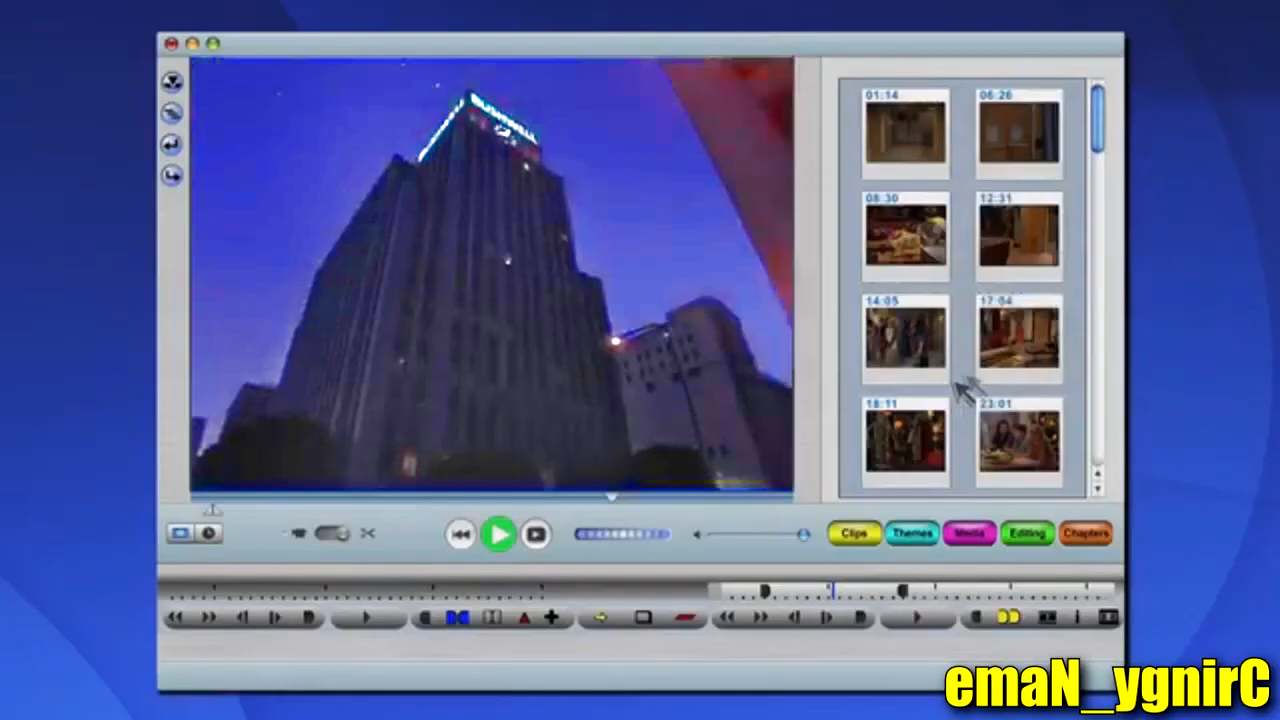 01:14
06:26
08:30
12:31
14:05
17:04
18:11
23:01
BUSHWELL
Clips
Themes
Media
Editing
Chapters
emaN_ygnirC